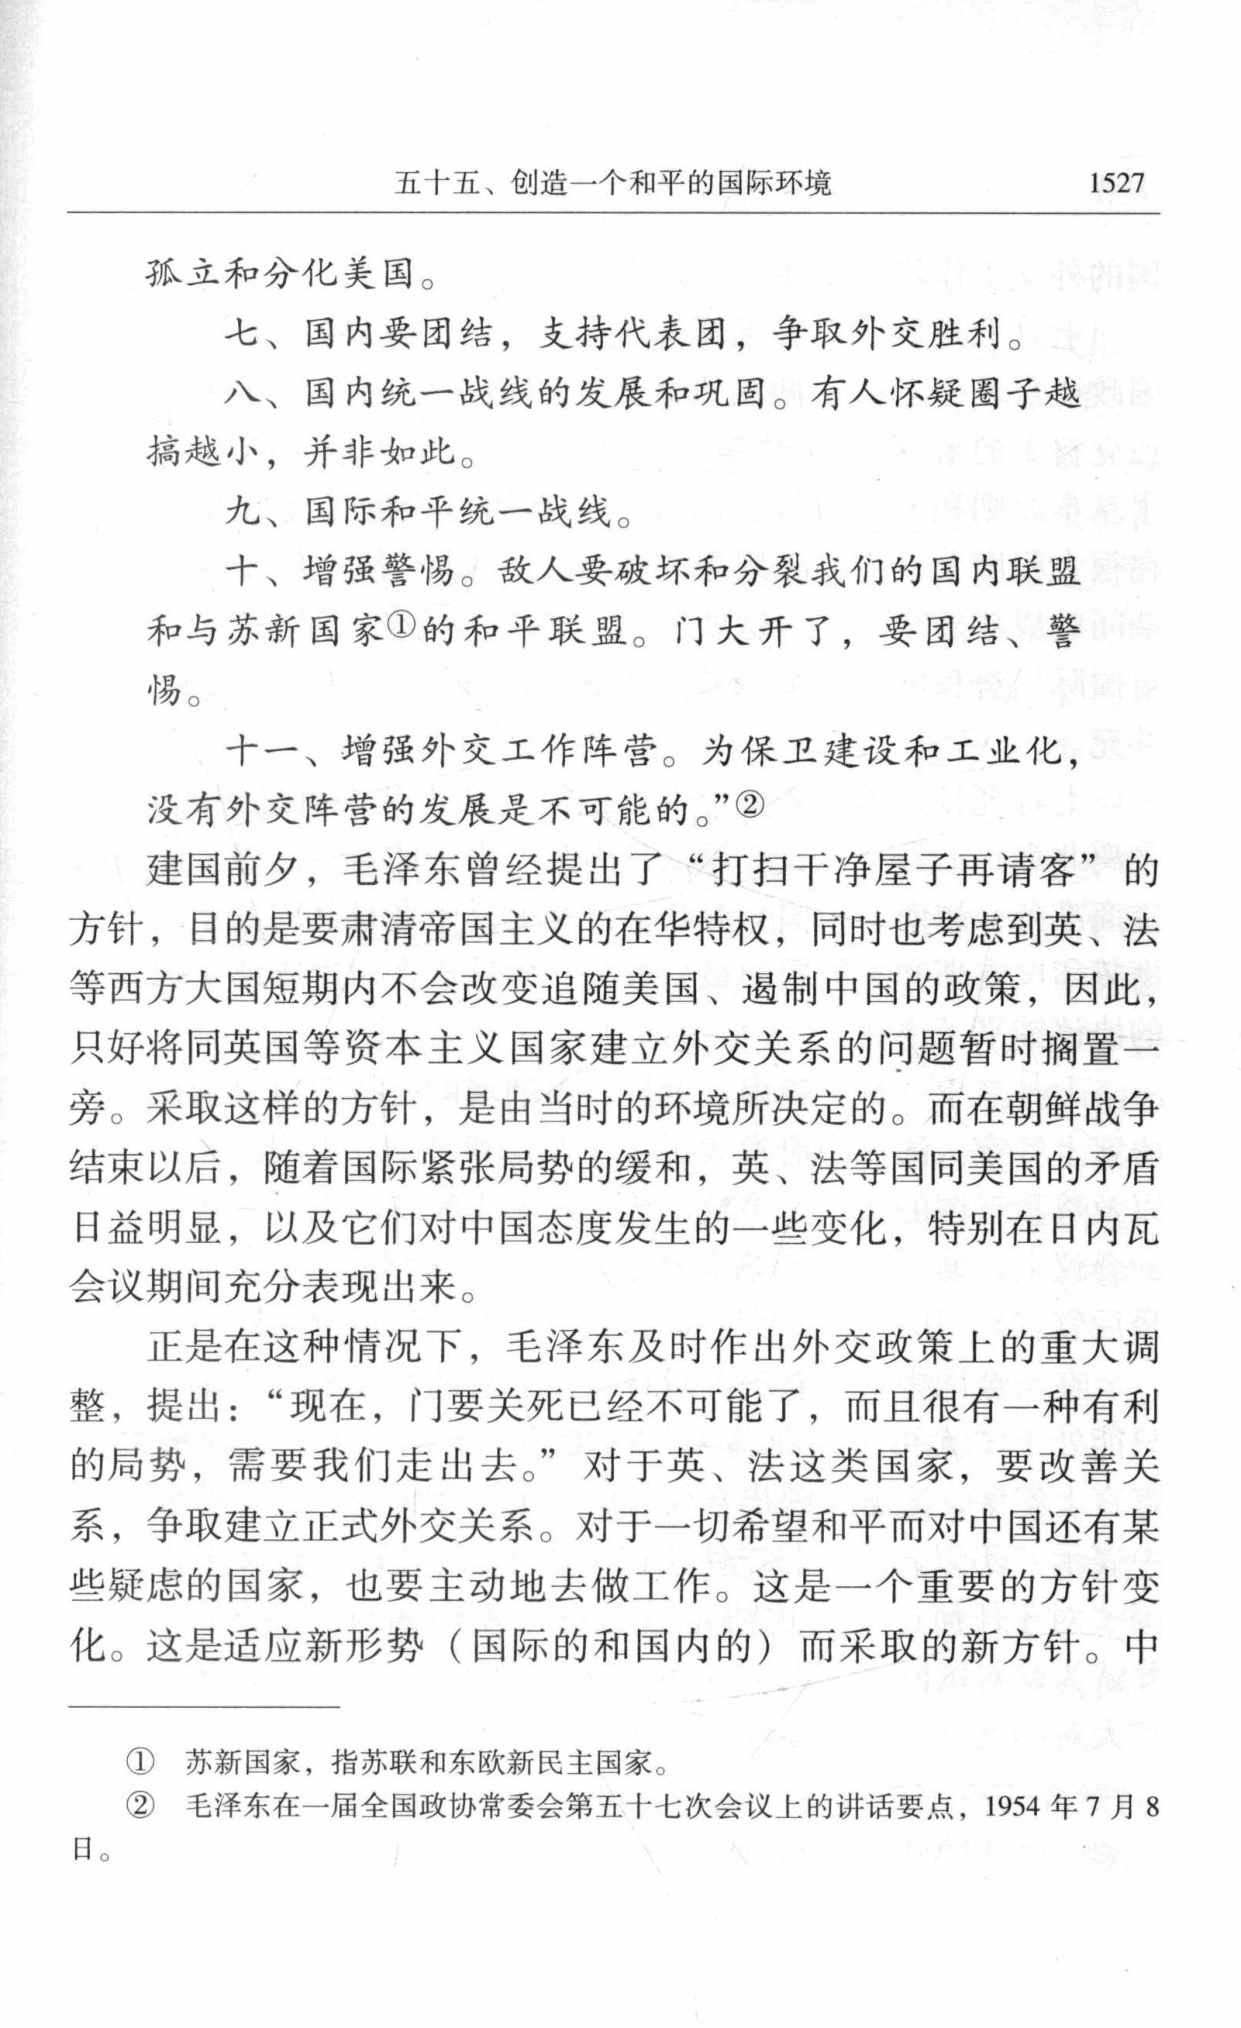 五十五、创造一个和平的国际环境 1527
孤立和分化美国。
七、国内要团结，支持代表团，争取外交胜利。
八、国内统一战线的发展和巩固。有人怀疑圈子越
搞越小，并非如此。
九、国际和平统一战线。
十、增强警惕。敌人要破坏和分裂我们的国内联盟
和与苏新国家①的和平联盟。门大开了，要团结、警
惕。
十一、增强外交工作阵营。为保卫建设和工业化，
没有外交阵营的发展是不可能的。”②
建国前夕，毛泽东曾经提出了“打扫干净屋子再请客”的
方针，目的是要肃清帝国主义的在华特权，同时也考虑到英、法
等西方大国短期内不会改变追随美国、遏制中国的政策，因此，
只好将同英国等资本主义国家建立外交关系的问题暂时搁置一
旁。采取这样的方针，是由当时的环境所决定的。而在朝鲜战争
结束以后，随着国际紧张局势的缓和，英、法等国同美国的矛盾
日益明显，以及它们对中国态度发生的一些变化，特别在日内瓦
会议期间充分表现出来。
正是在这种情况下，毛泽东及时作出外交政策上的重大调
整，提出：“现在，门要关死已经不可能了，而且很有一种有利
的局势，需要我们走出去。”对于英、法这类国家，要改善关
系，争取建立正式外交关系。对于一切希望和平而对中国还有某
些疑虑的国家，也要主动地去做工作。这是一个重要的方针变
化。这是适应新形势（国际的和国内的）而采取的新方针。中
① 苏新国家，指苏联和东欧新民主国家。
② 毛泽东在一届全国政协常委会第五十七次会议上的讲话要点，1954 年 7 月 8
日。